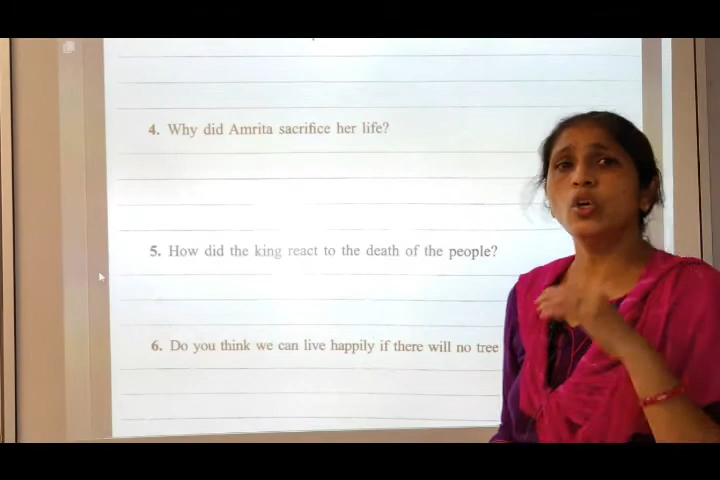 4. Why did Amrita sacrifice her life?
5. How did the king react to the death of the people?
6. Do you think we can live happily if there will no tree